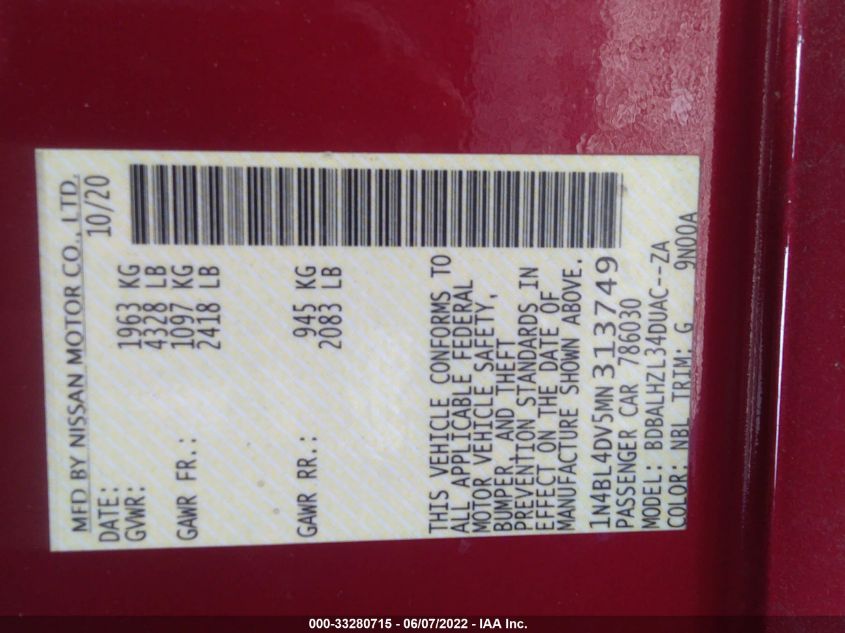 MFD BY NISSAN MOTOR CO., LTD.
DATE: 10/20
GVWR: 1963 KG
4328 LB
GAWR FR.: 1097 KG
2418 LB
GAWR RR.: 945 KG
2083 LB
THIS VEHICLE CONFORMS TO
ALL APPLICABLE FEDERAL
MOTOR VEHICLE SAFETY,
BUMPER, AND THEFT
PREVENTION STANDARDS IN
EFFECT ON THE DATE OF
MANUFACTURE SHOWN ABOVE.
1N4BL4DV5MN313749
PASSENGER CAR 786030
MODEL: BDBALHZL34DUAC--ZA
COLOR: NBL TRIM: G 9N00A
000-33280715 - 06/07/2022 - IAA Inc.